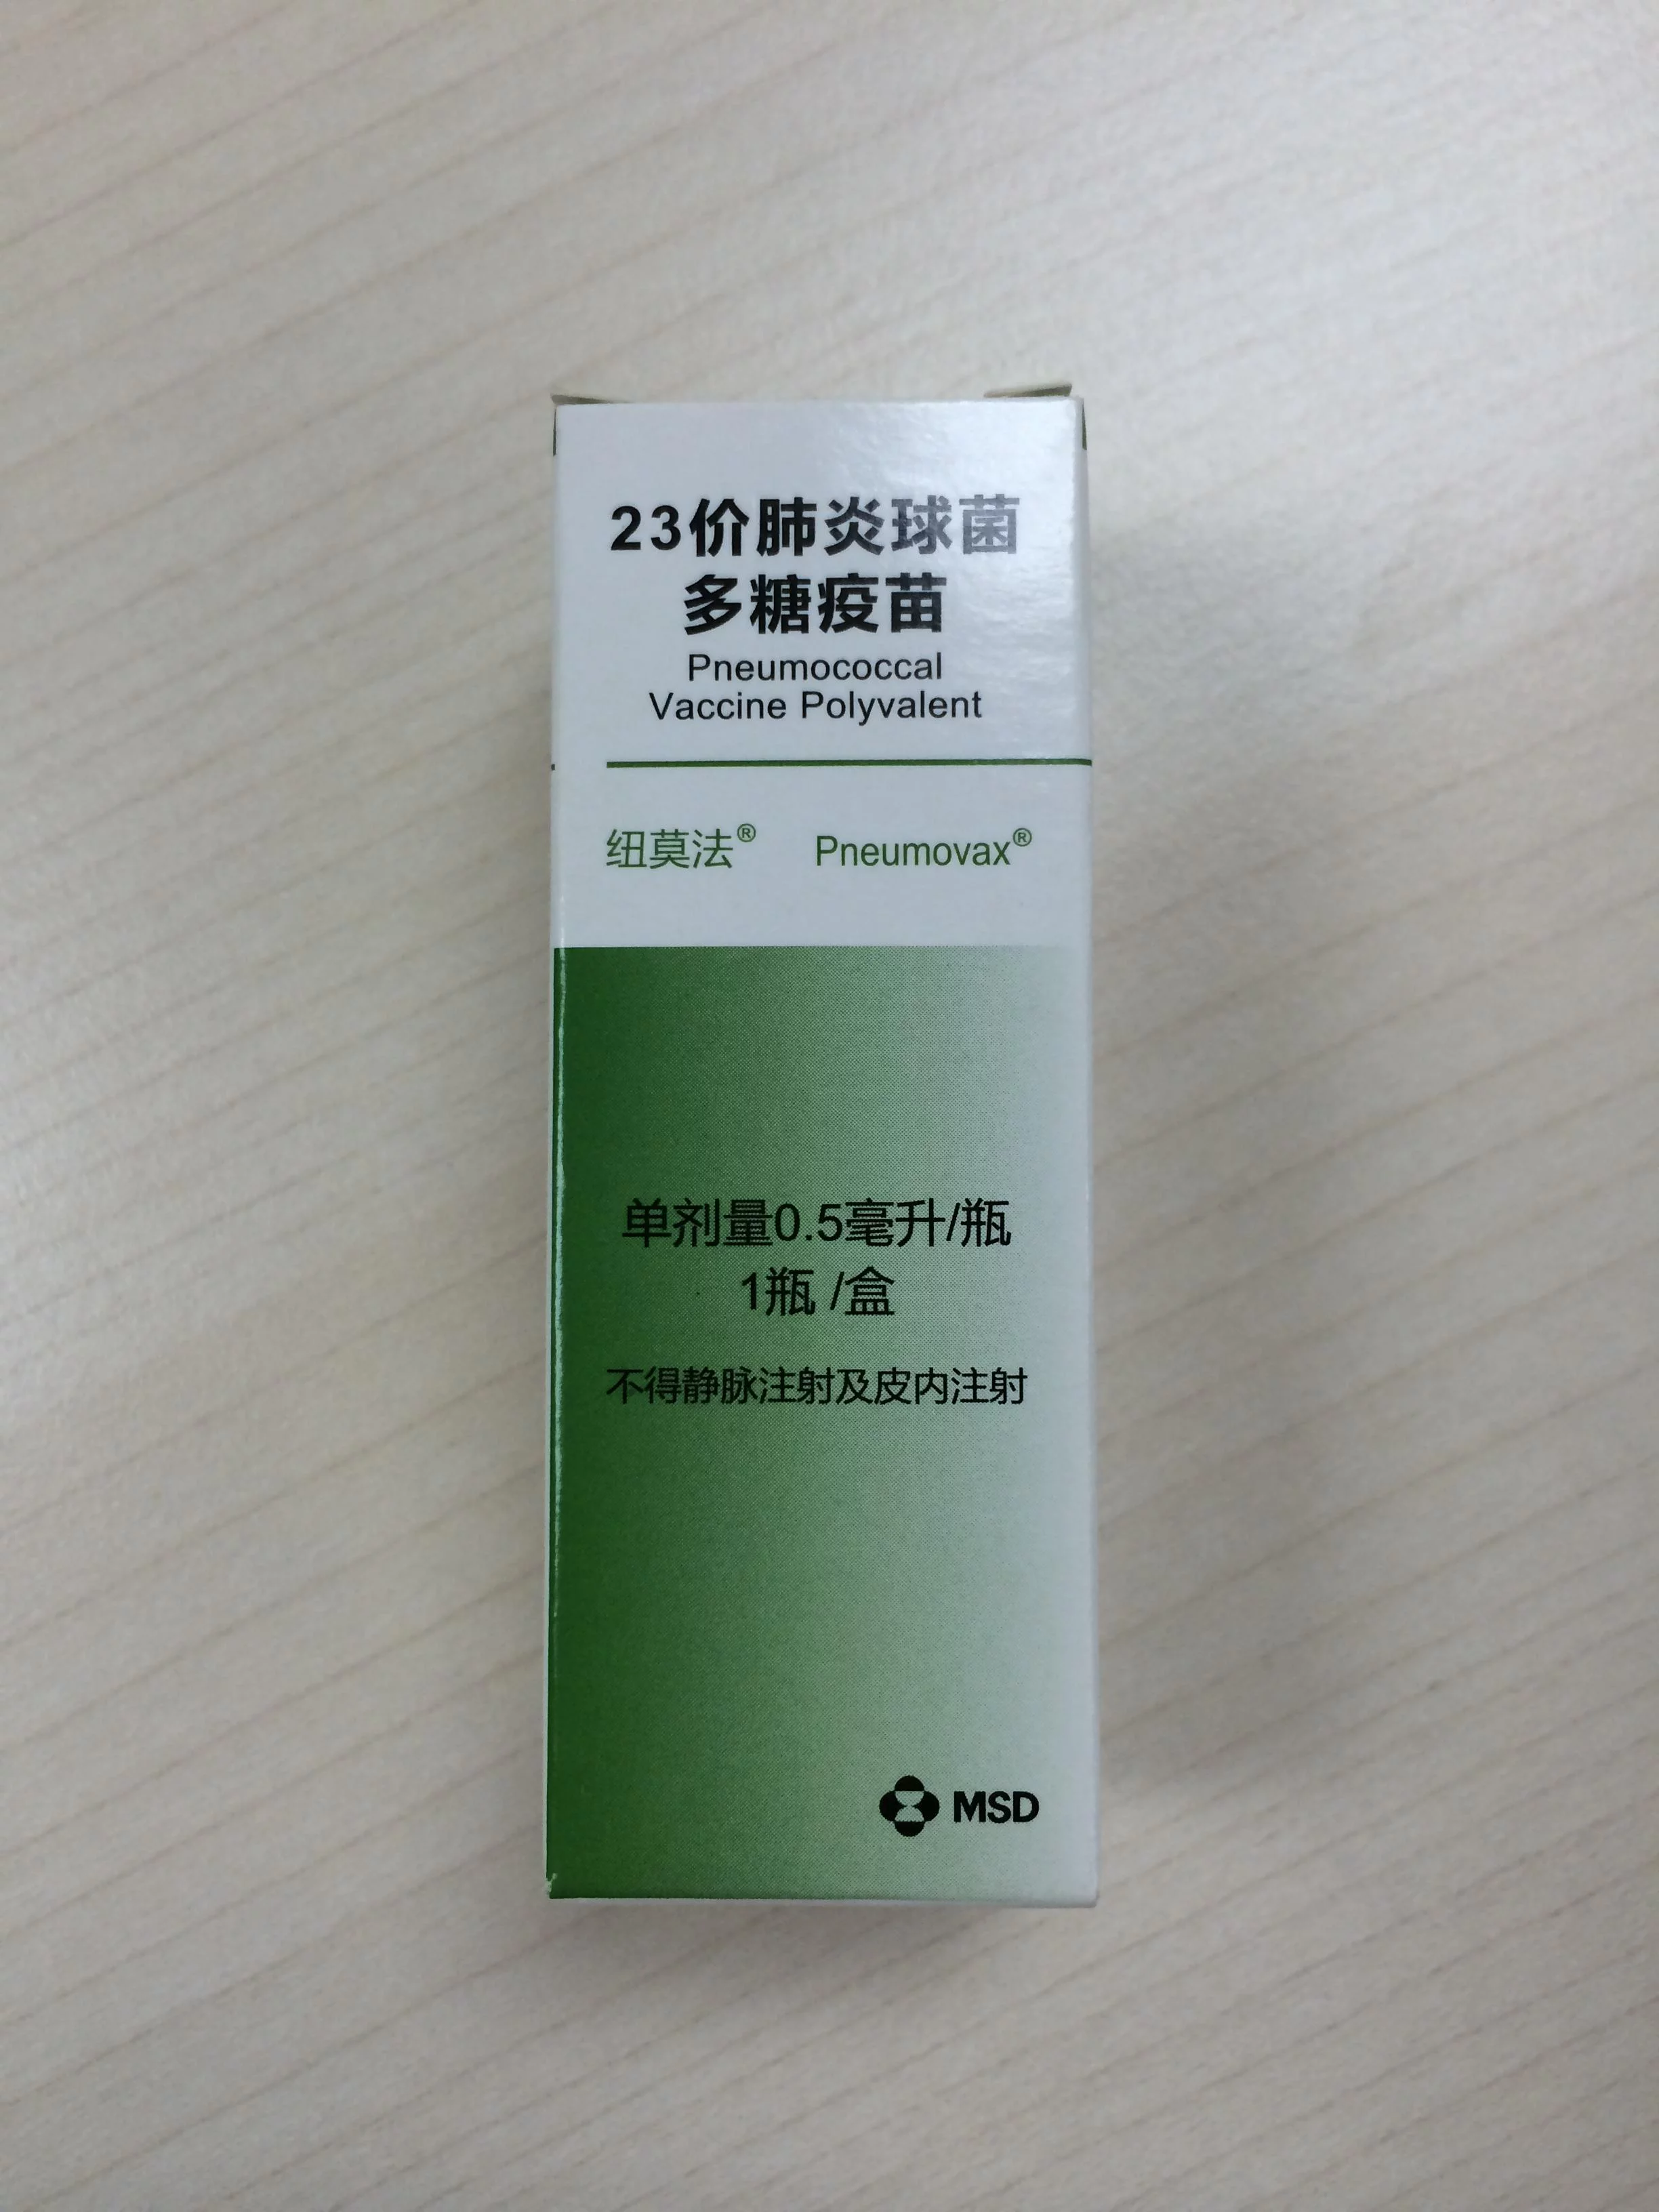 23价肺炎球菌
多糖疫苗
Pneumococcal
Vaccine Polyvalent
纽莫法® Pneumovax®
单剂量0.5毫升/瓶
1瓶 /盒
不得静脉注射及皮内注射
MSD